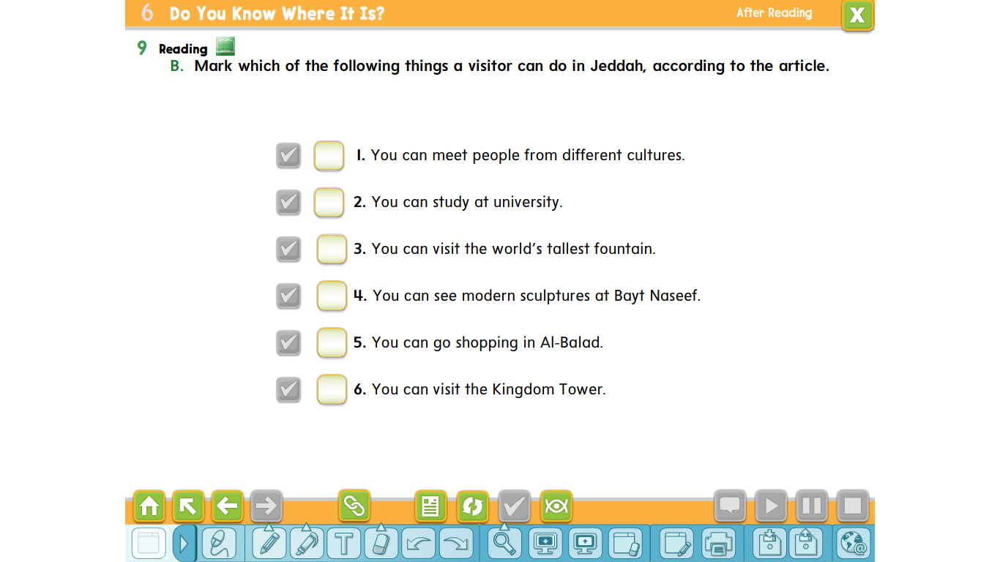 6 Do You Know Where It Is?
After Reading
X
9 Reading
B. Mark which of the following things a visitor can do in Jeddah, according to the article.
1. You can meet people from different cultures.
2. You can study at university.
3. You can visit the world's tallest fountain.
4. You can see modern sculptures at Bayt Naseef.
5. You can go shopping in Al-Balad.
6. You can visit the Kingdom Tower.
T
@